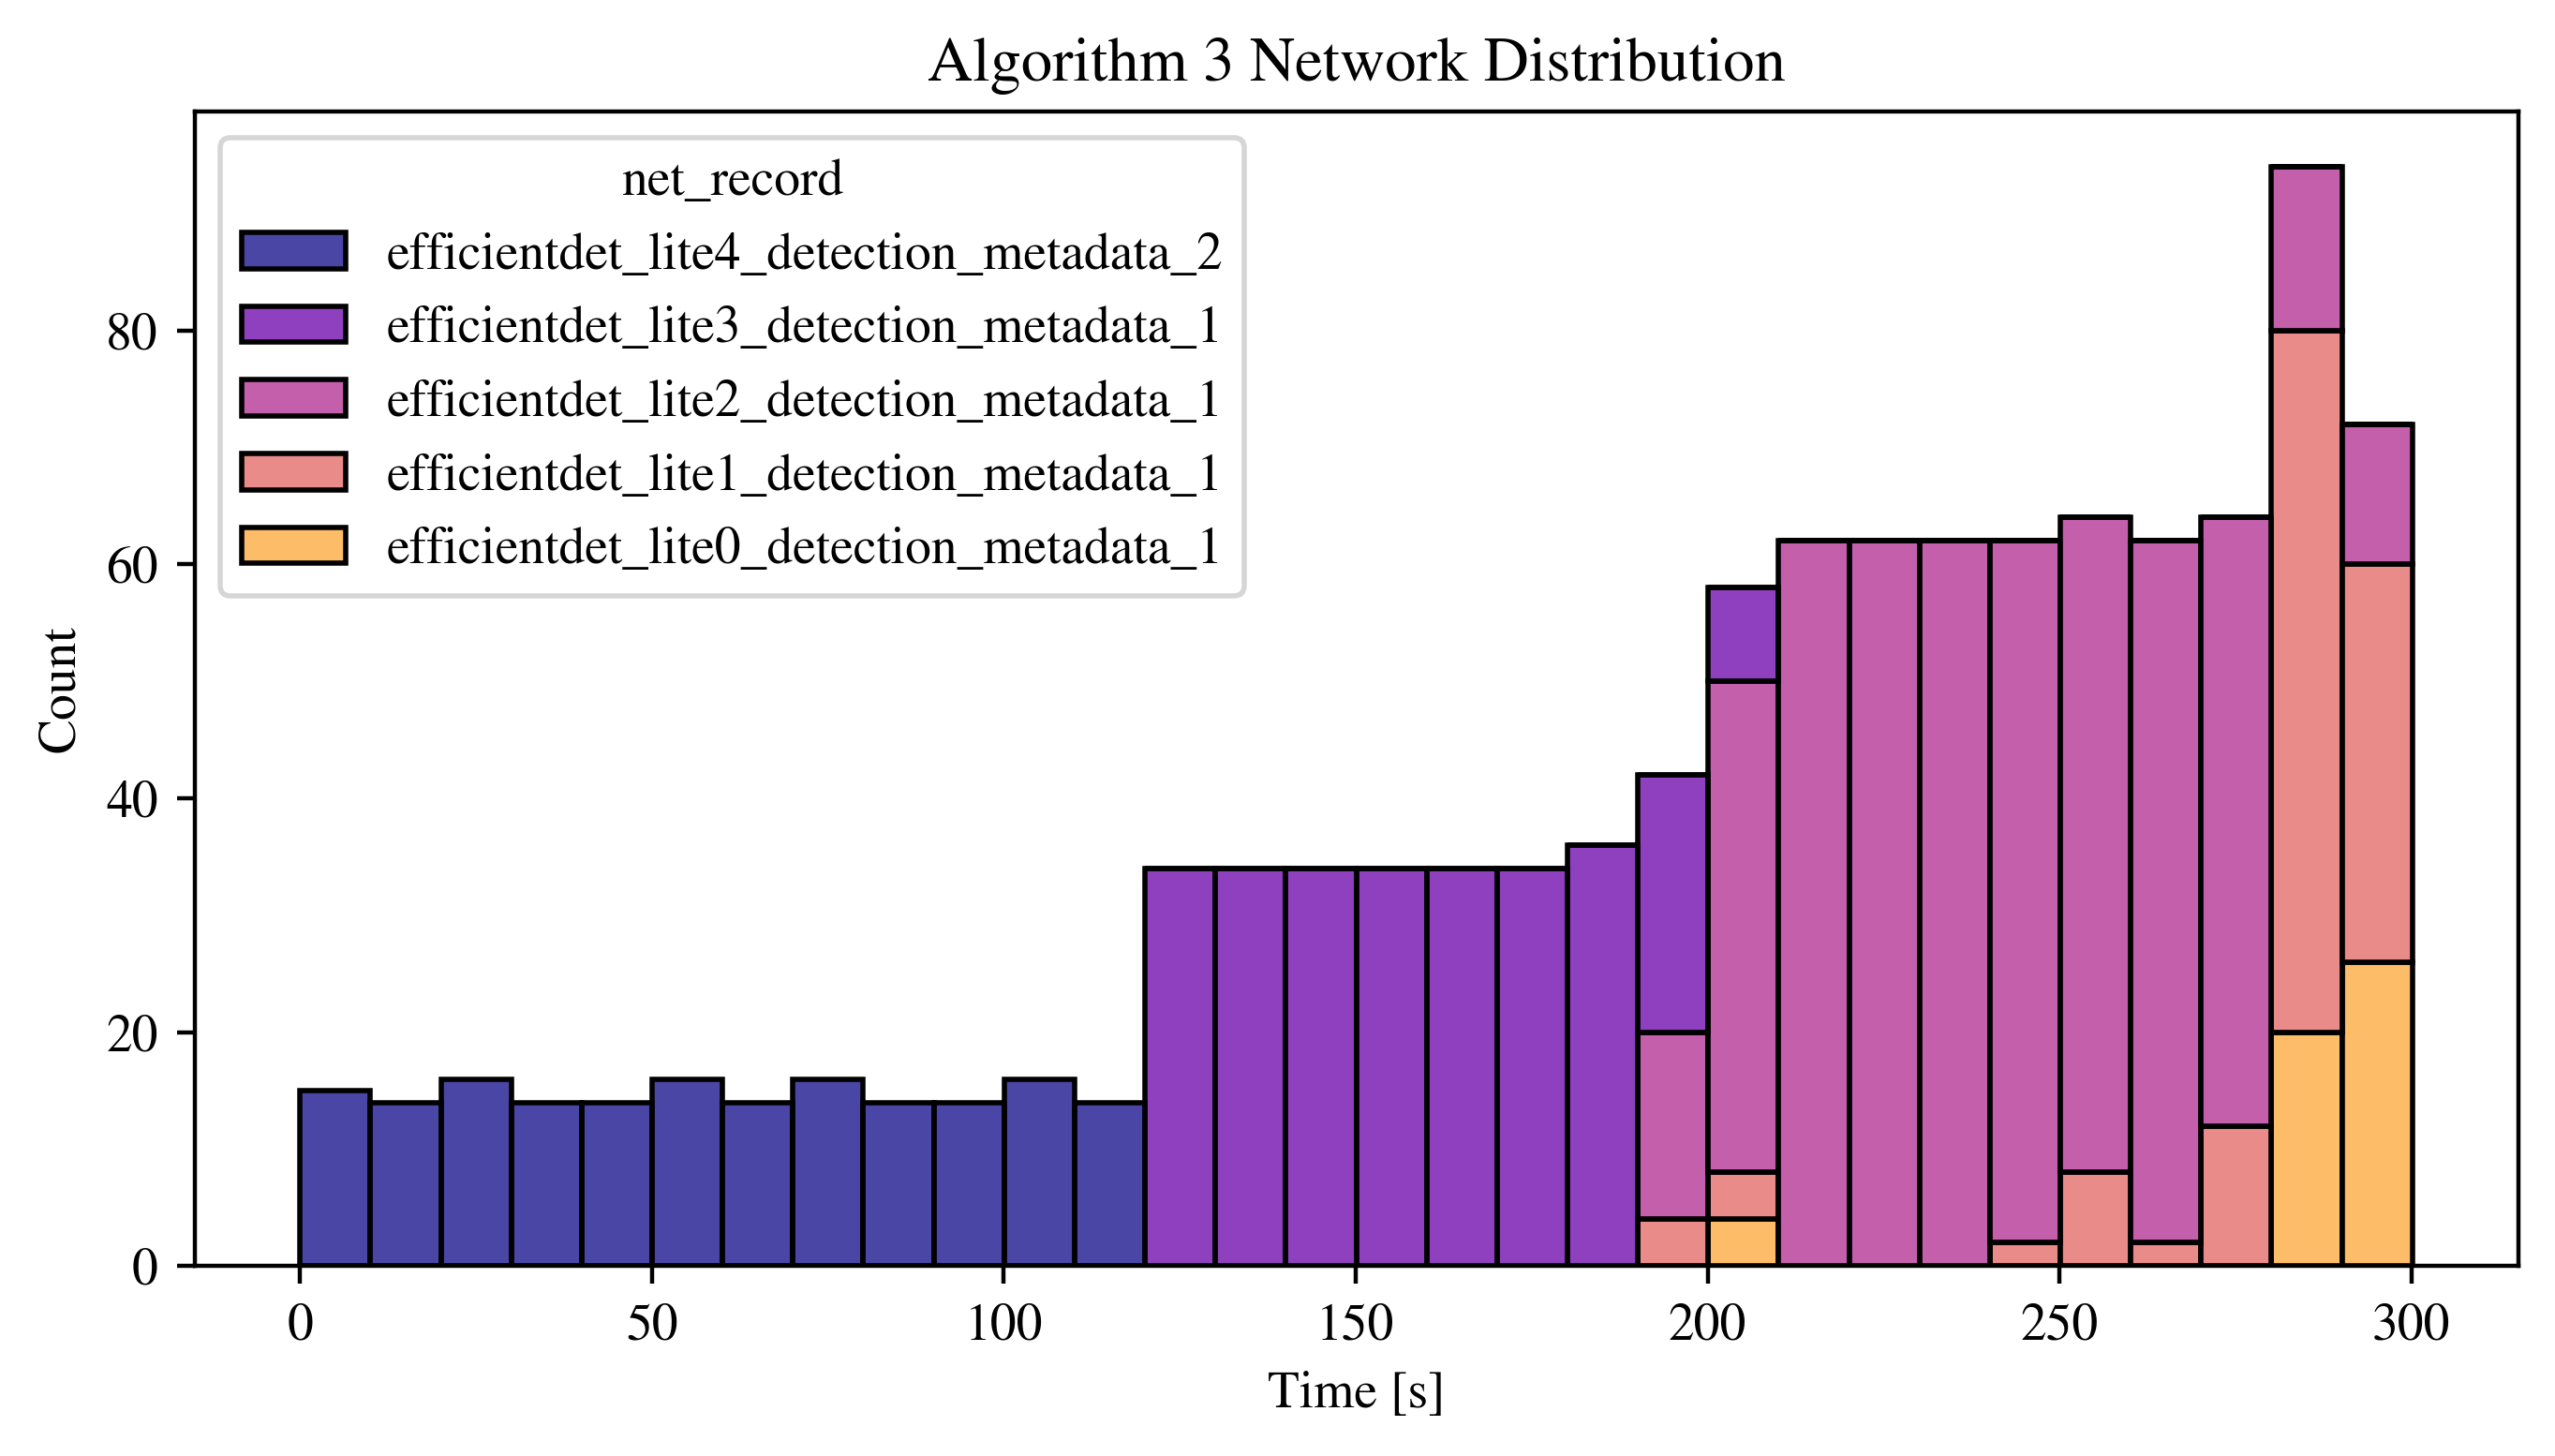 Algorithm 3 Network Distribution
net_record
efficientdet_lite4_detection_metadata_2
efficientdet_lite3_detection_metadata_1
efficientdet_lite2_detection_metadata_1
efficientdet_lite1_detection_metadata_1
efficientdet_lite0_detection_metadata_1
Count
80
60
40
20
0
0 50 100 150 200 250 300
Time [s]